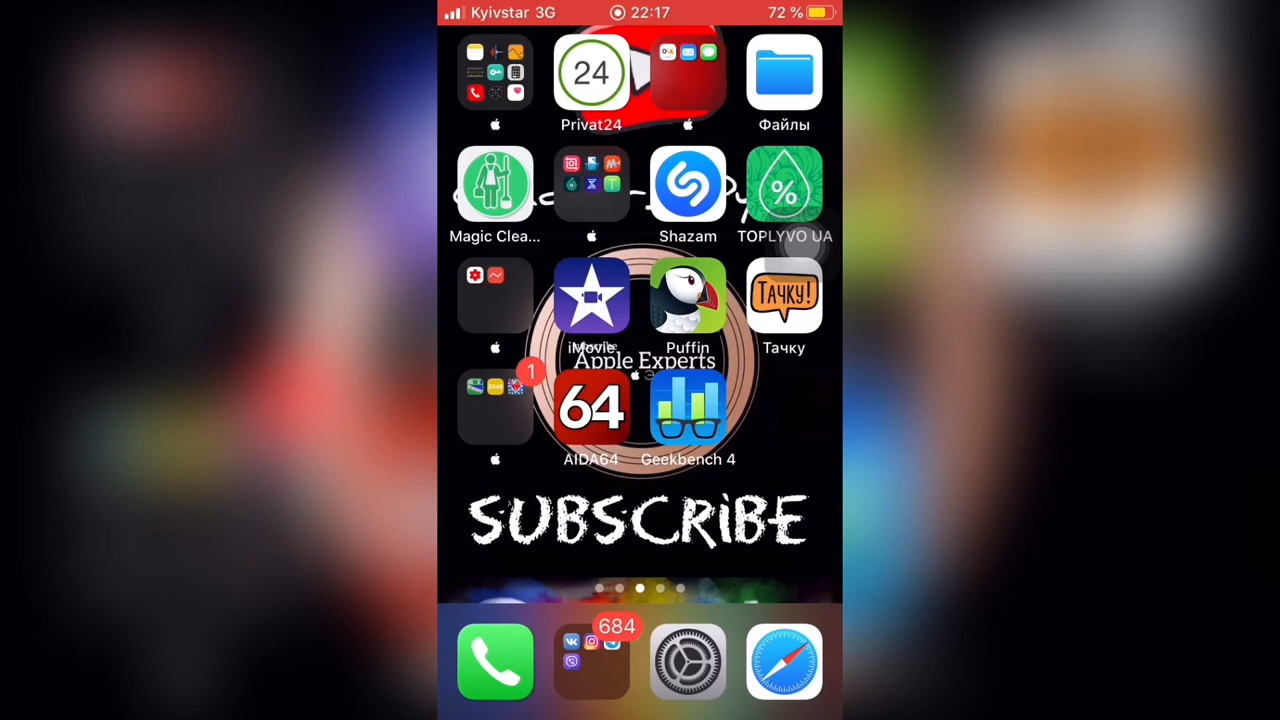 Kyivstar 3G 22:17 72 %
24
Privat24
Файлы
Magic Clea...
Shazam
%
TOPLYVO UA
iMovie
Puffin
ТАЧКУ!
Тачку
Apple Experts
1
64
AIDA64
Geekbench 4
SUBSCRIBE
684